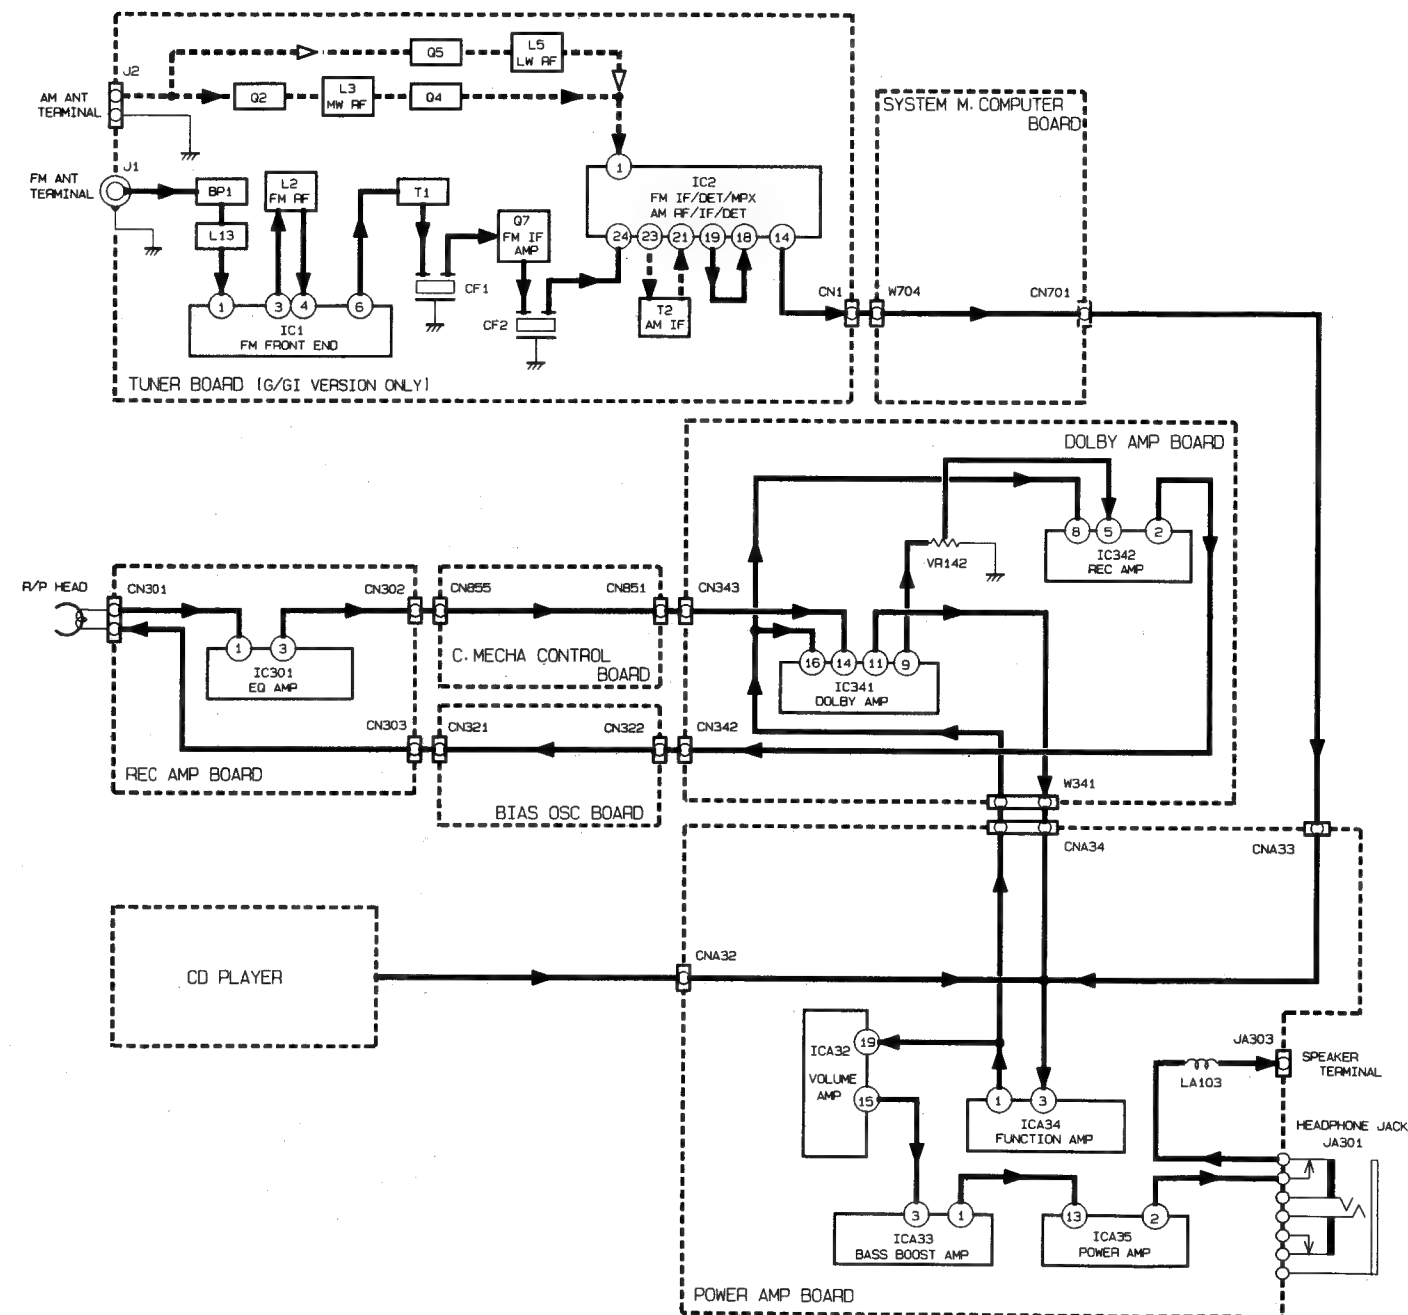 J2
AM ANT
TERMINAL
Q5
L5
LW RF
Q2
L3
MW RF
Q4
SYSTEM M. COMPUTER
BOARD
J1
FM ANT
TERMINAL
BP1
L2
FM RF
T1
L13
Q7
FM IF
AMP
1
IC2
FM IF/DET/MPX
AM RF/IF/DET
24
23
21
19
18
14
CF1
CF2
T2
AM IF
CN1
W704
CN701
1
3
4
6
IC1
FM FRONT END
TUNER BOARD (G/GI VERSION ONLY)
DOLBY AMP BOARD
8
5
2
IC342
REC AMP
VR142
R/P HEAD
CN301
CN302
CN855
CN851
CN343
1
3
IC301
EQ AMP
C. MECHA CONTROL
BOARD
16
14
11
9
IC341
DOLBY AMP
CN303
CN321
CN322
CN342
REC AMP BOARD
BIAS OSC BOARD
W341
CNA34
CNA33
CD PLAYER
CNA32
ICA32
VOLUME
AMP
19
15
1
3
ICA34
FUNCTION AMP
JA303
SPEAKER
TERMINAL
LA103
HEADPHONE JACK
JA301
3
1
ICA33
BASS BOOST AMP
13
2
ICA35
POWER AMP
POWER AMP BOARD